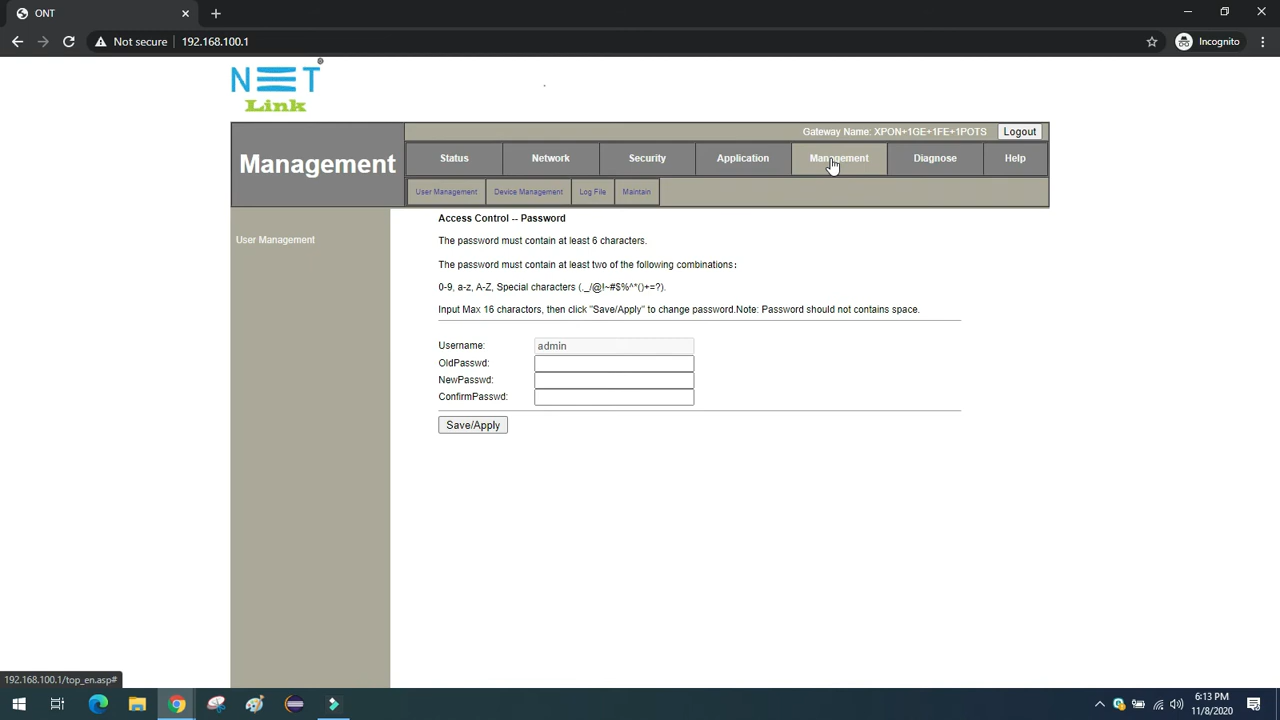 ONT
Not secure
192.168.100.1
Incognito
NET
Link
Gateway Name: XPON+1GE+1FE+1POTS
Logout
Management
Status
Network
Security
Application
Management
Diagnose
Help
User Management
Device Management
Log File
Maintain
User Management
Access Control -- Password
The password must contain at least 6 characters.
The password must contain at least two of the following combinations:
0-9, a-z, A-Z, Special characters (._/@!~#$%^*()+=?).
Input Max 16 characters, then click "Save/Apply" to change password.Note: Password should not contains space.
Username: admin
OldPasswd:
NewPasswd:
ConfirmPasswd:
Save/Apply
192.168.100.1/top_en.asp#
6:13 PM
11/8/2020